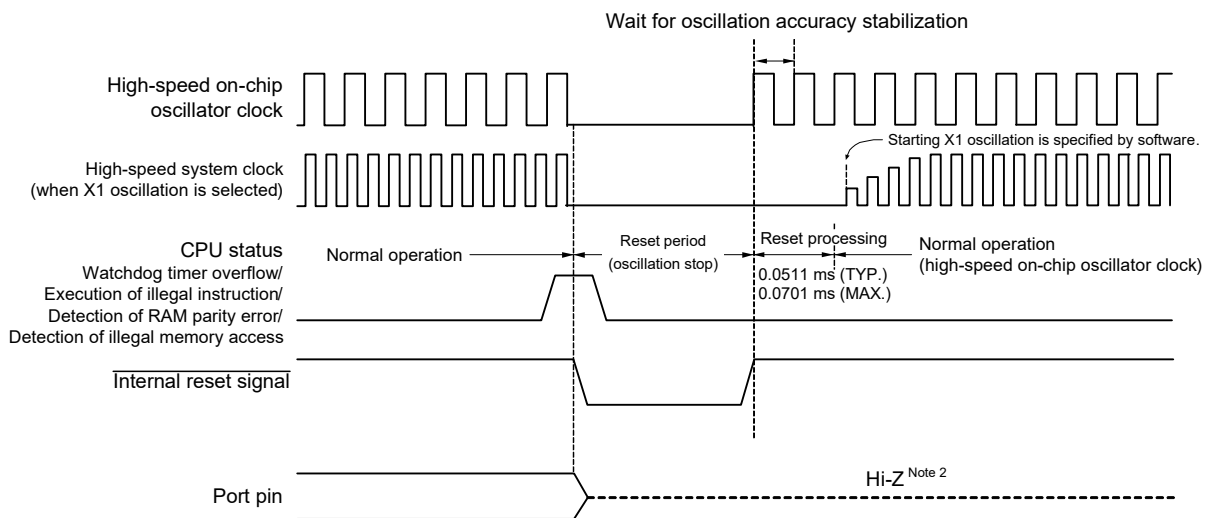 Wait for oscillation accuracy stabilization
High-speed on-chip
oscillator clock
Starting X1 oscillation is specified by software.
High-speed system clock
(when X1 oscillation is selected)
CPU status
Normal operation
Reset period
(oscillation stop)
Reset processing
0.0511 ms (TYP.)
0.0701 ms (MAX.)
Normal operation
(high-speed on-chip oscillator clock)
Watchdog timer overflow/
Execution of illegal instruction/
Detection of RAM parity error/
Detection of illegal memory access
Internal reset signal
Hi-Z Note 2
Port pin